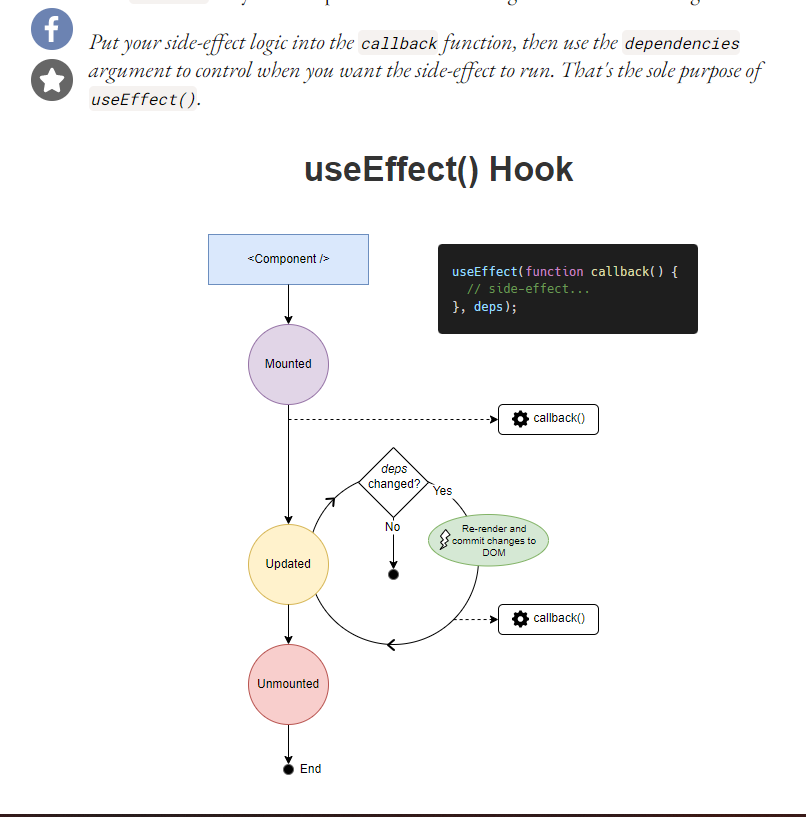 Put your side-effect logic into the callback function, then use the dependencies
argument to control when you want the side-effect to run. That's the sole purpose of
useEffect().
useEffect() Hook
<Component />
useEffect(function callback() {
// side-effect...
}, deps);
Mounted
callback()
deps
changed?
Yes
No
Re-render and
commit changes to
DOM
Updated
callback()
Unmounted
End